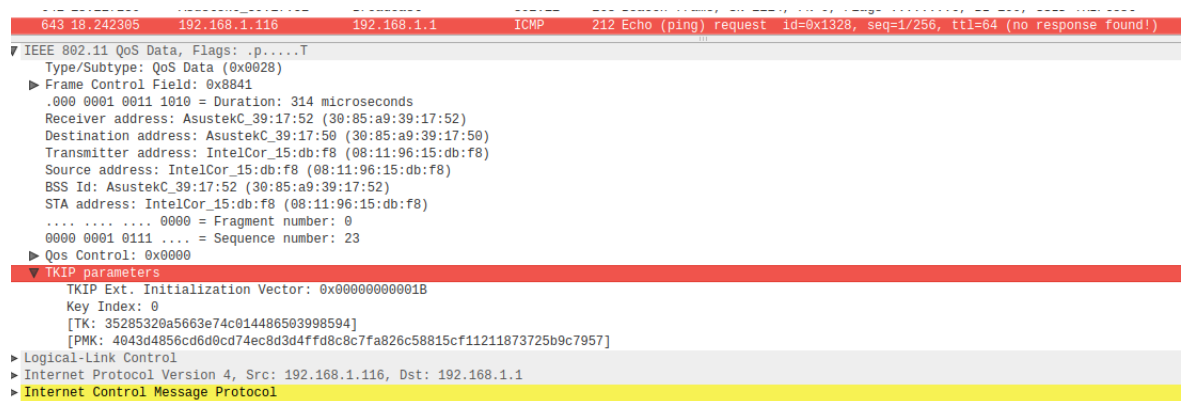 643 18.242305 192.168.1.116 192.168.1.1 ICMP 212 Echo (ping) request id=0x1328, seq=1/256, ttl=64 (no response found!)
IEEE 802.11 QoS Data, Flags: .p.....T
Type/Subtype: QoS Data (0x0028)
Frame Control Field: 0x8841
.000 0001 0011 1010 = Duration: 314 microseconds
Receiver address: AsustekC_39:17:52 (30:85:a9:39:17:52)
Destination address: AsustekC_39:17:50 (30:85:a9:39:17:50)
Transmitter address: IntelCor_15:db:f8 (08:11:96:15:db:f8)
Source address: IntelCor_15:db:f8 (08:11:96:15:db:f8)
BSS Id: AsustekC_39:17:52 (30:85:a9:39:17:52)
STA address: IntelCor_15:db:f8 (08:11:96:15:db:f8)
.... .... .... 0000 = Fragment number: 0
0000 0001 0111 .... = Sequence number: 23
Qos Control: 0x0000
TKIP parameters
TKIP Ext. Initialization Vector: 0x00000000001B
Key Index: 0
[TK: 35285320a5663e74c014486503998594]
[PMK: 4043d4856cd6d0cd74ec8d3d4ffd8c8c7fa826c58815cf11211873725b9c7957]
Logical-Link Control
Internet Protocol Version 4, Src: 192.168.1.116, Dst: 192.168.1.1
Internet Control Message Protocol